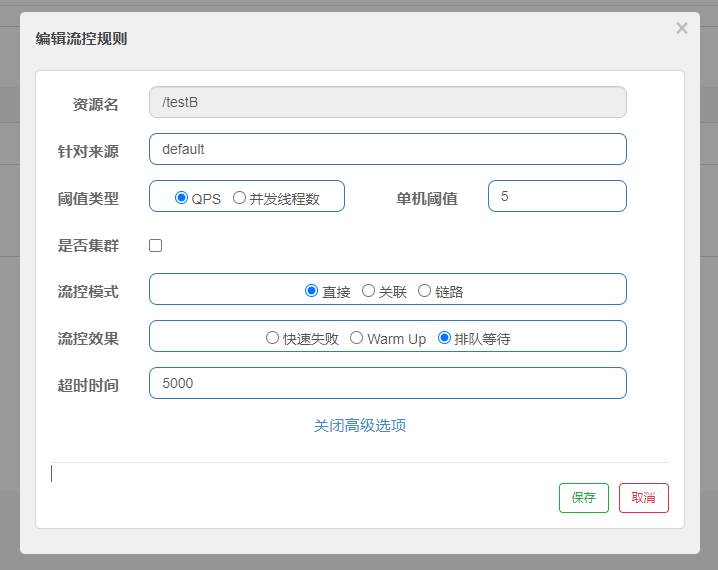 编辑流控规则 ×
资源名 /testB
针对来源 default
阈值类型 QPS 并发线程数 单机阈值 5
是否集群
流控模式 直接 关联 链路
流控效果 快速失败 Warm Up 排队等待
超时时间 5000
关闭高级选项
保存 取消